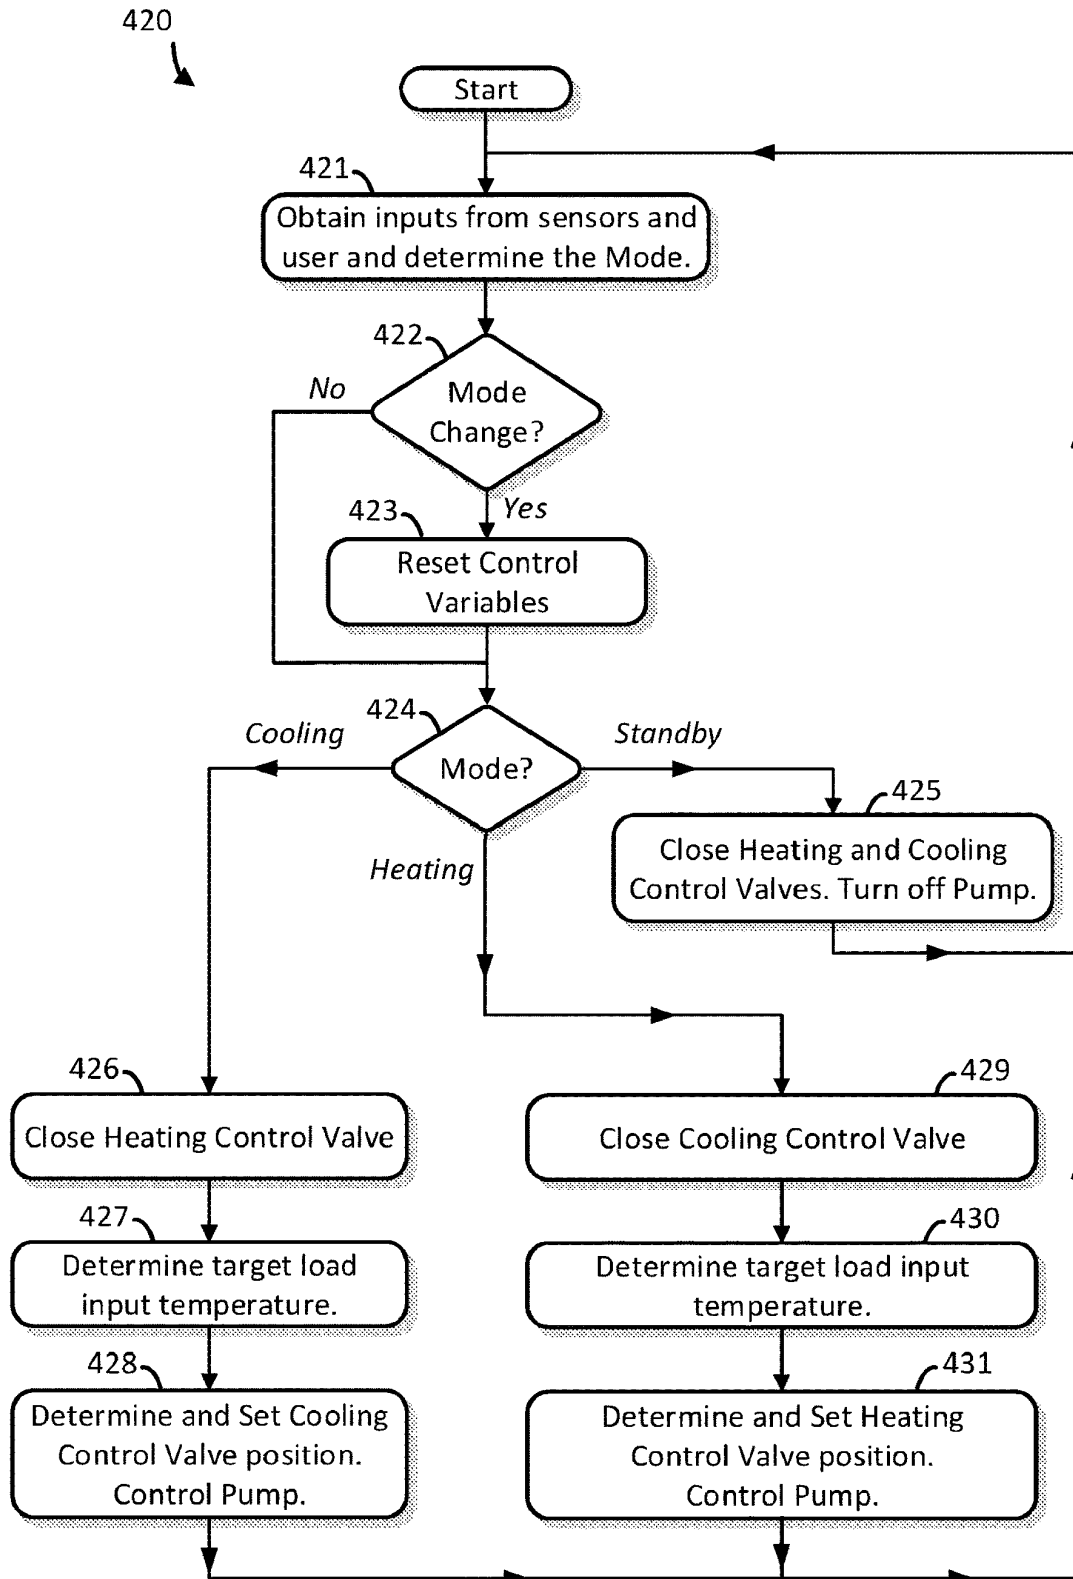 420
Start
421
Obtain inputs from sensors and
user and determine the Mode.
422
No
Mode
Change?
Yes
423
Reset Control
Variables
424
Cooling
Mode?
Standby
Heating
425
Close Heating and Cooling
Control Valves. Turn off Pump.
426
Close Heating Control Valve
429
Close Cooling Control Valve
427
Determine target load
input temperature.
430
Determine target load input
temperature.
428
Determine and Set Cooling
Control Valve position.
Control Pump.
431
Determine and Set Heating
Control Valve position.
Control Pump.